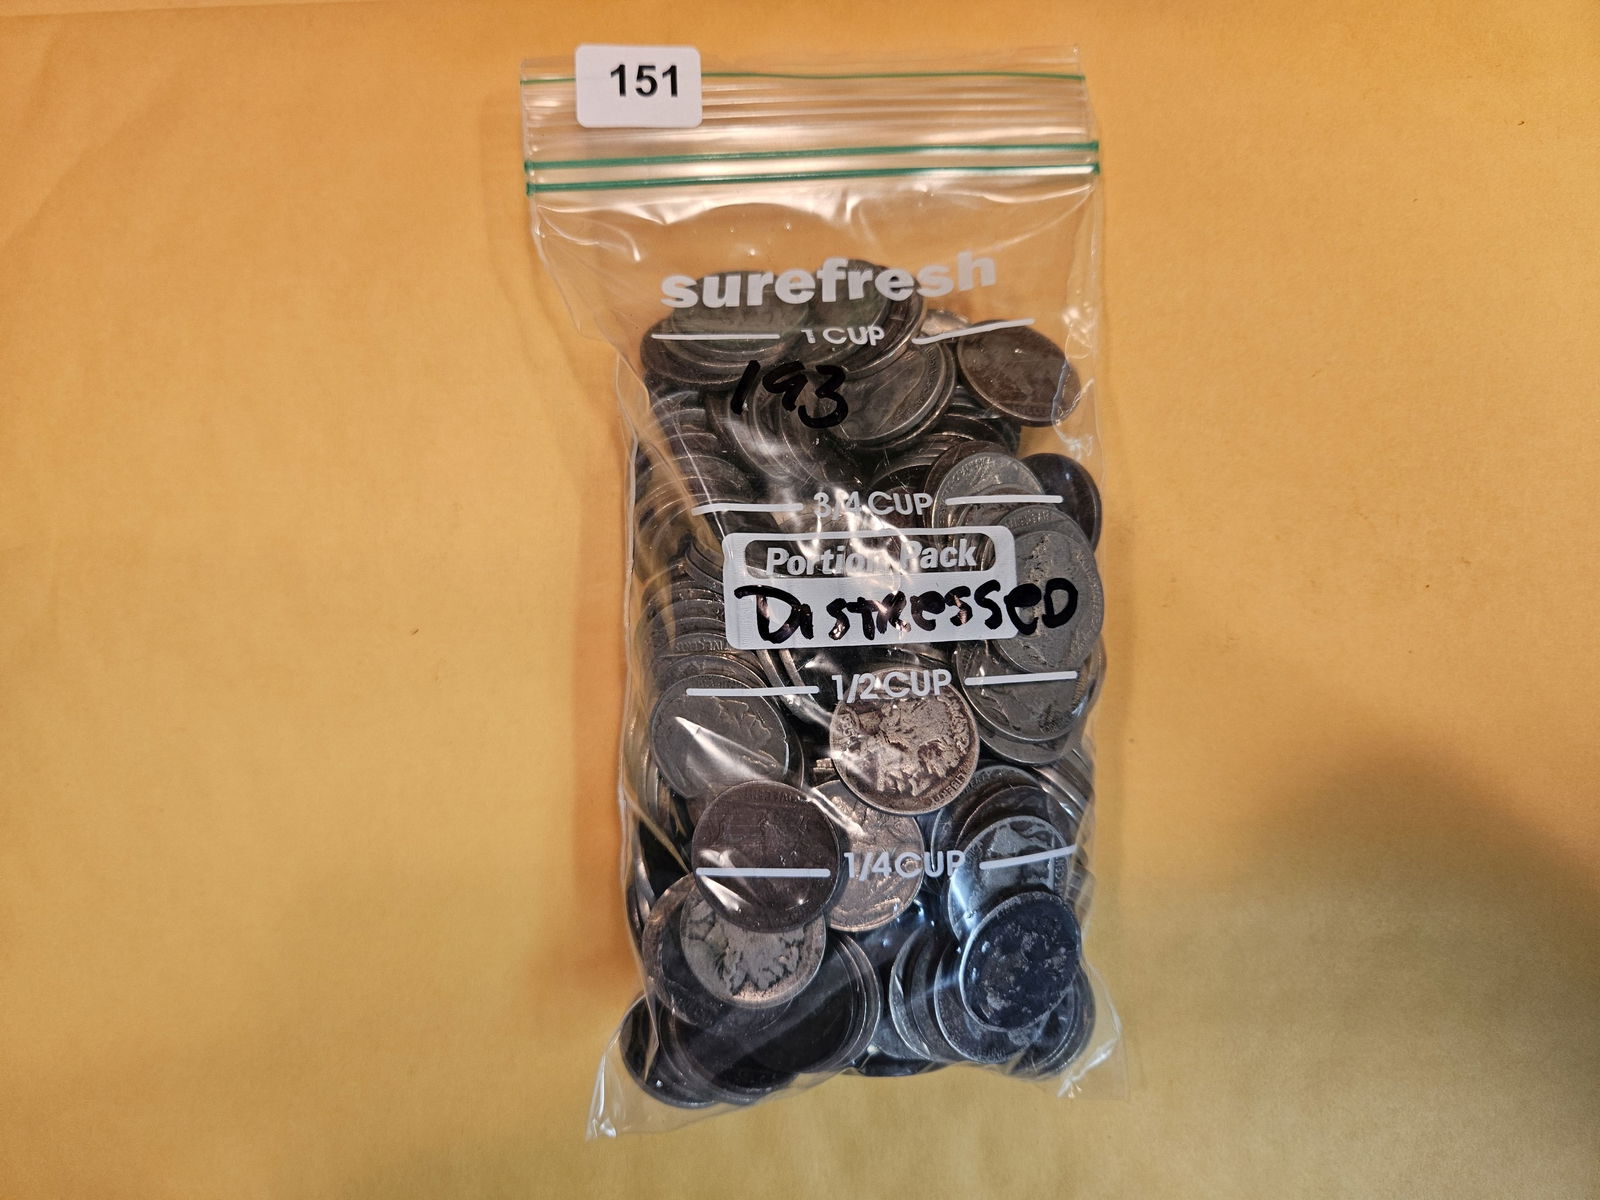 151
surefresh
1 CUP
193
3/4 CUP
Portion Pack
DISTRESSED
1/2 CUP
1/4 CUP